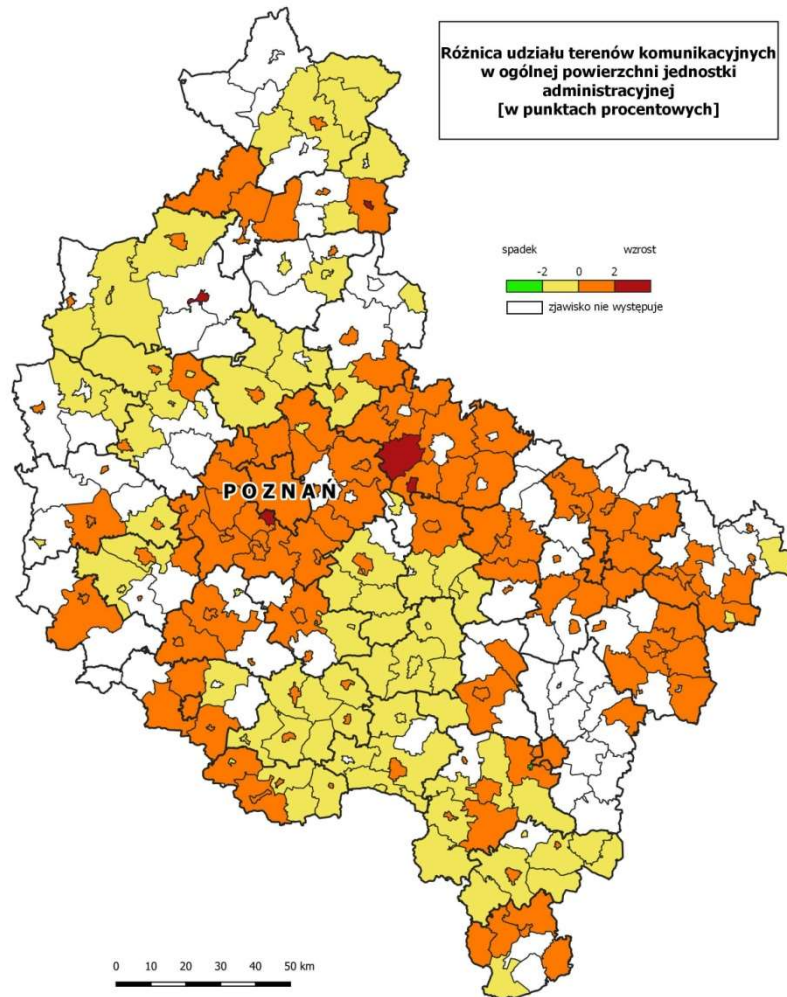 Różnica udziału terenów komunikacyjnych
w ogólnej powierzchni jednostki
administracyjnej
[w punktach procentowych]
spadek wzrost
-2 0 2
zjawisko nie występuje
POZNAŃ
0 10 20 30 40 50 km